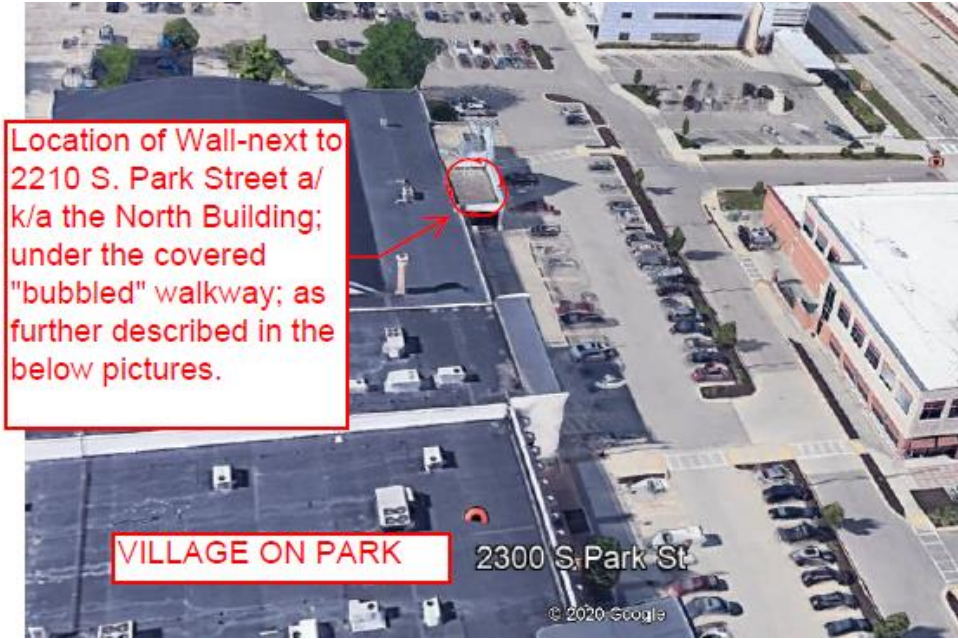 Location of Wall-next to
2210 S. Park Street a/
k/a the North Building;
under the covered
"bubbled" walkway; as
further described in the
below pictures.
VILLAGE ON PARK
2300 S Park St
© 2020 Google